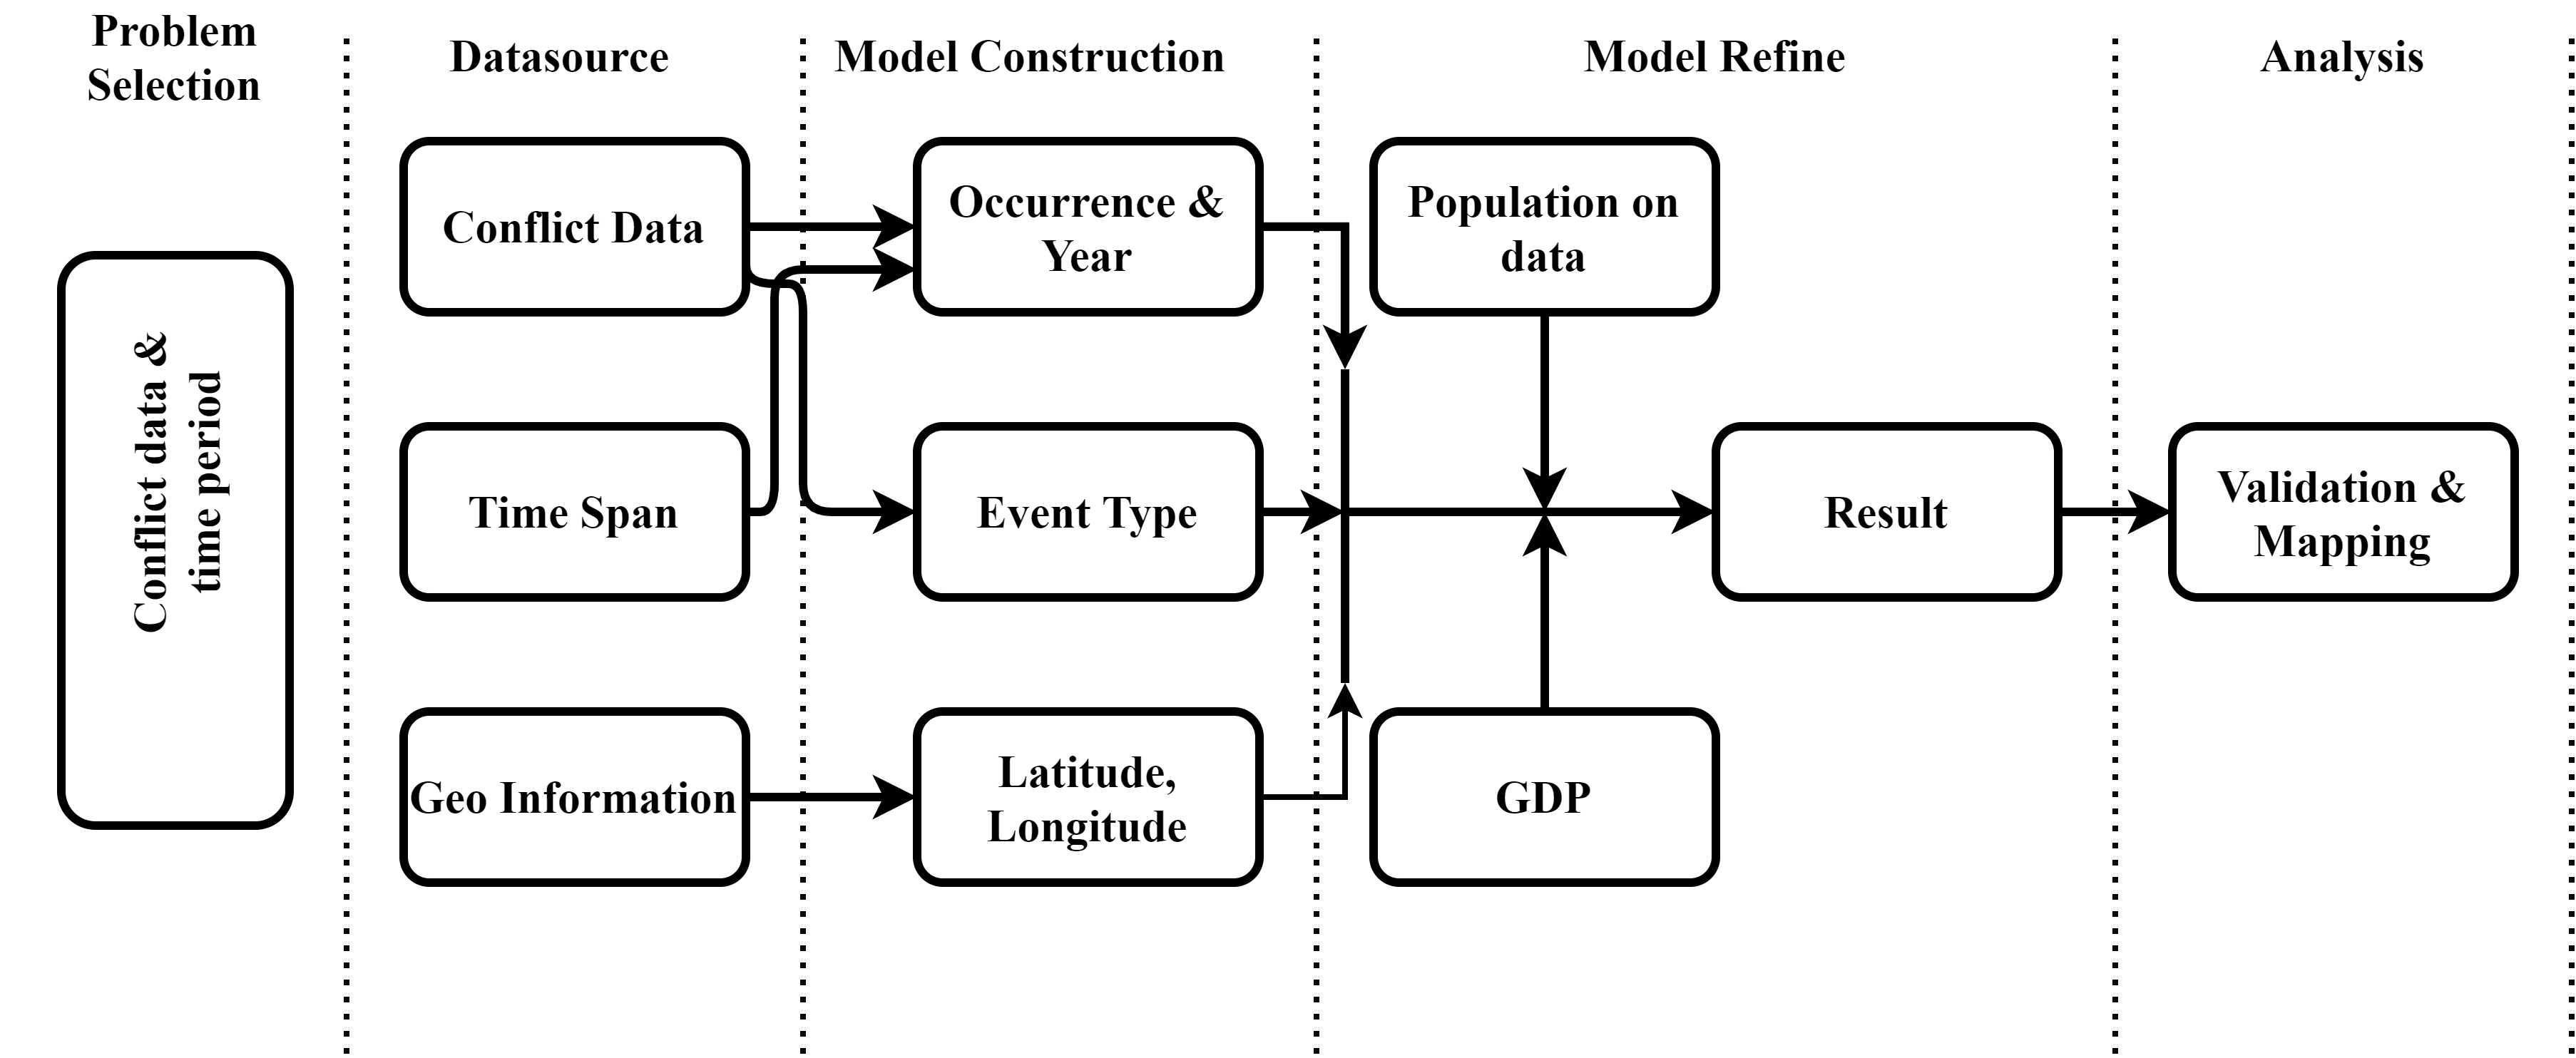 Problem
Selection
Datasource
Model Construction
Model Refine
Analysis
Conflict data &
time period
Conflict Data
Time Span
Geo Information
Occurrence &
Year
Event Type
Latitude,
Longitude
Population on
data
GDP
Result
Validation &
Mapping